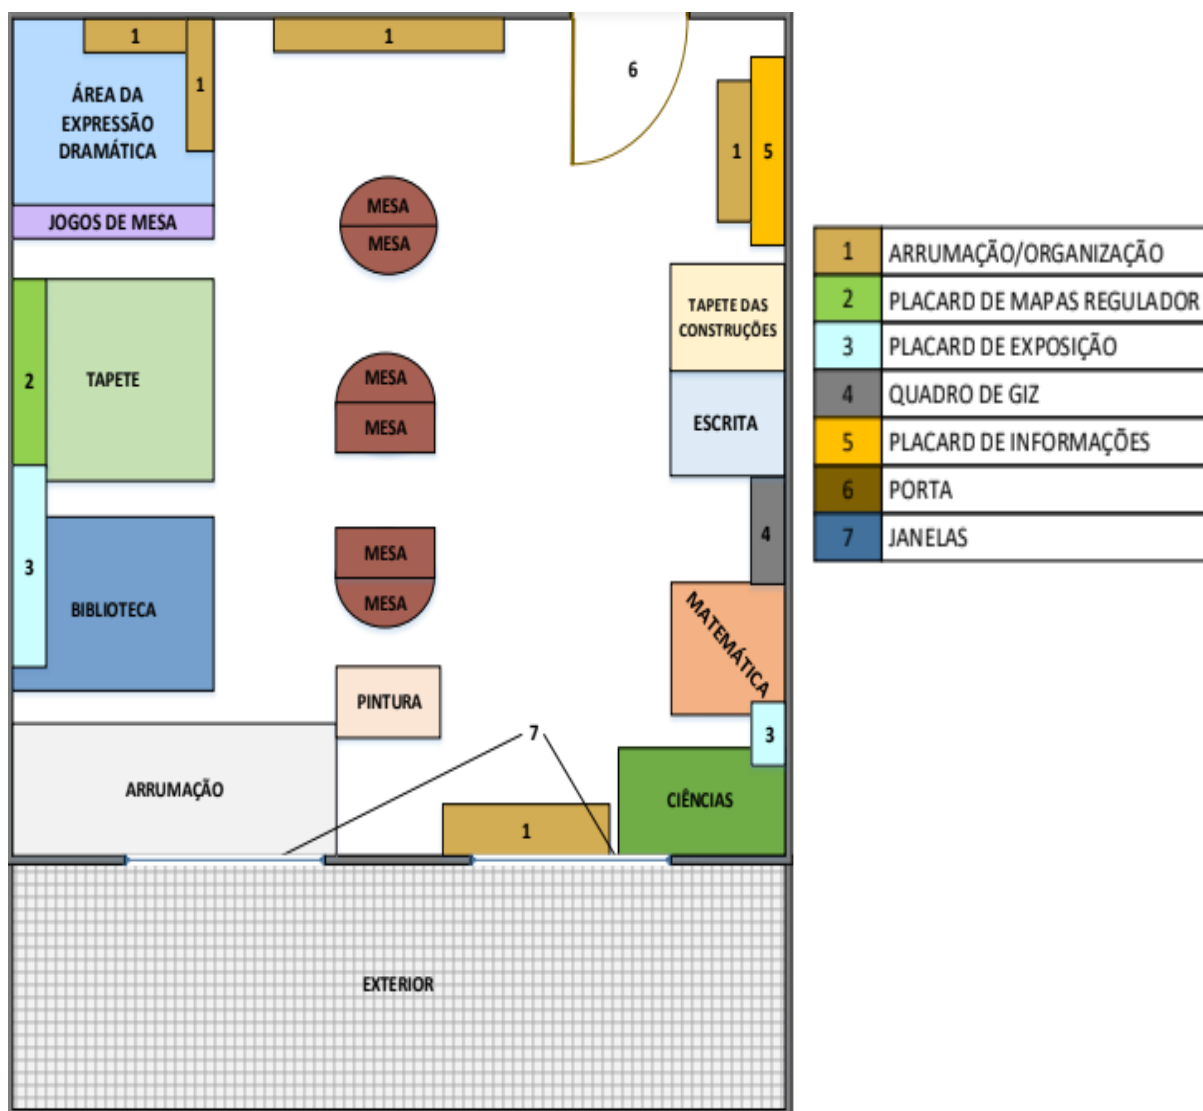 1
1
1
6
ÁREA DA
EXPRESSÃO
DRAMÁTICA
1
5
JOGOS DE MESA
MESA
MESA
TAPETE DAS
CONSTRUÇÕES
2
TAPETE
MESA
MESA
ESCRITA
3
BIBLIOTECA
MESA
MESA
4
MATEMÁTICA
PINTURA
7
3
ARRUMAÇÃO
1
CIÊNCIAS
EXTERIOR
1 ARRUMAÇÃO/ORGANIZAÇÃO
2 PLACARD DE MAPAS REGULADOR
3 PLACARD DE EXPOSIÇÃO
4 QUADRO DE GIZ
5 PLACARD DE INFORMAÇÕES
6 PORTA
7 JANELAS